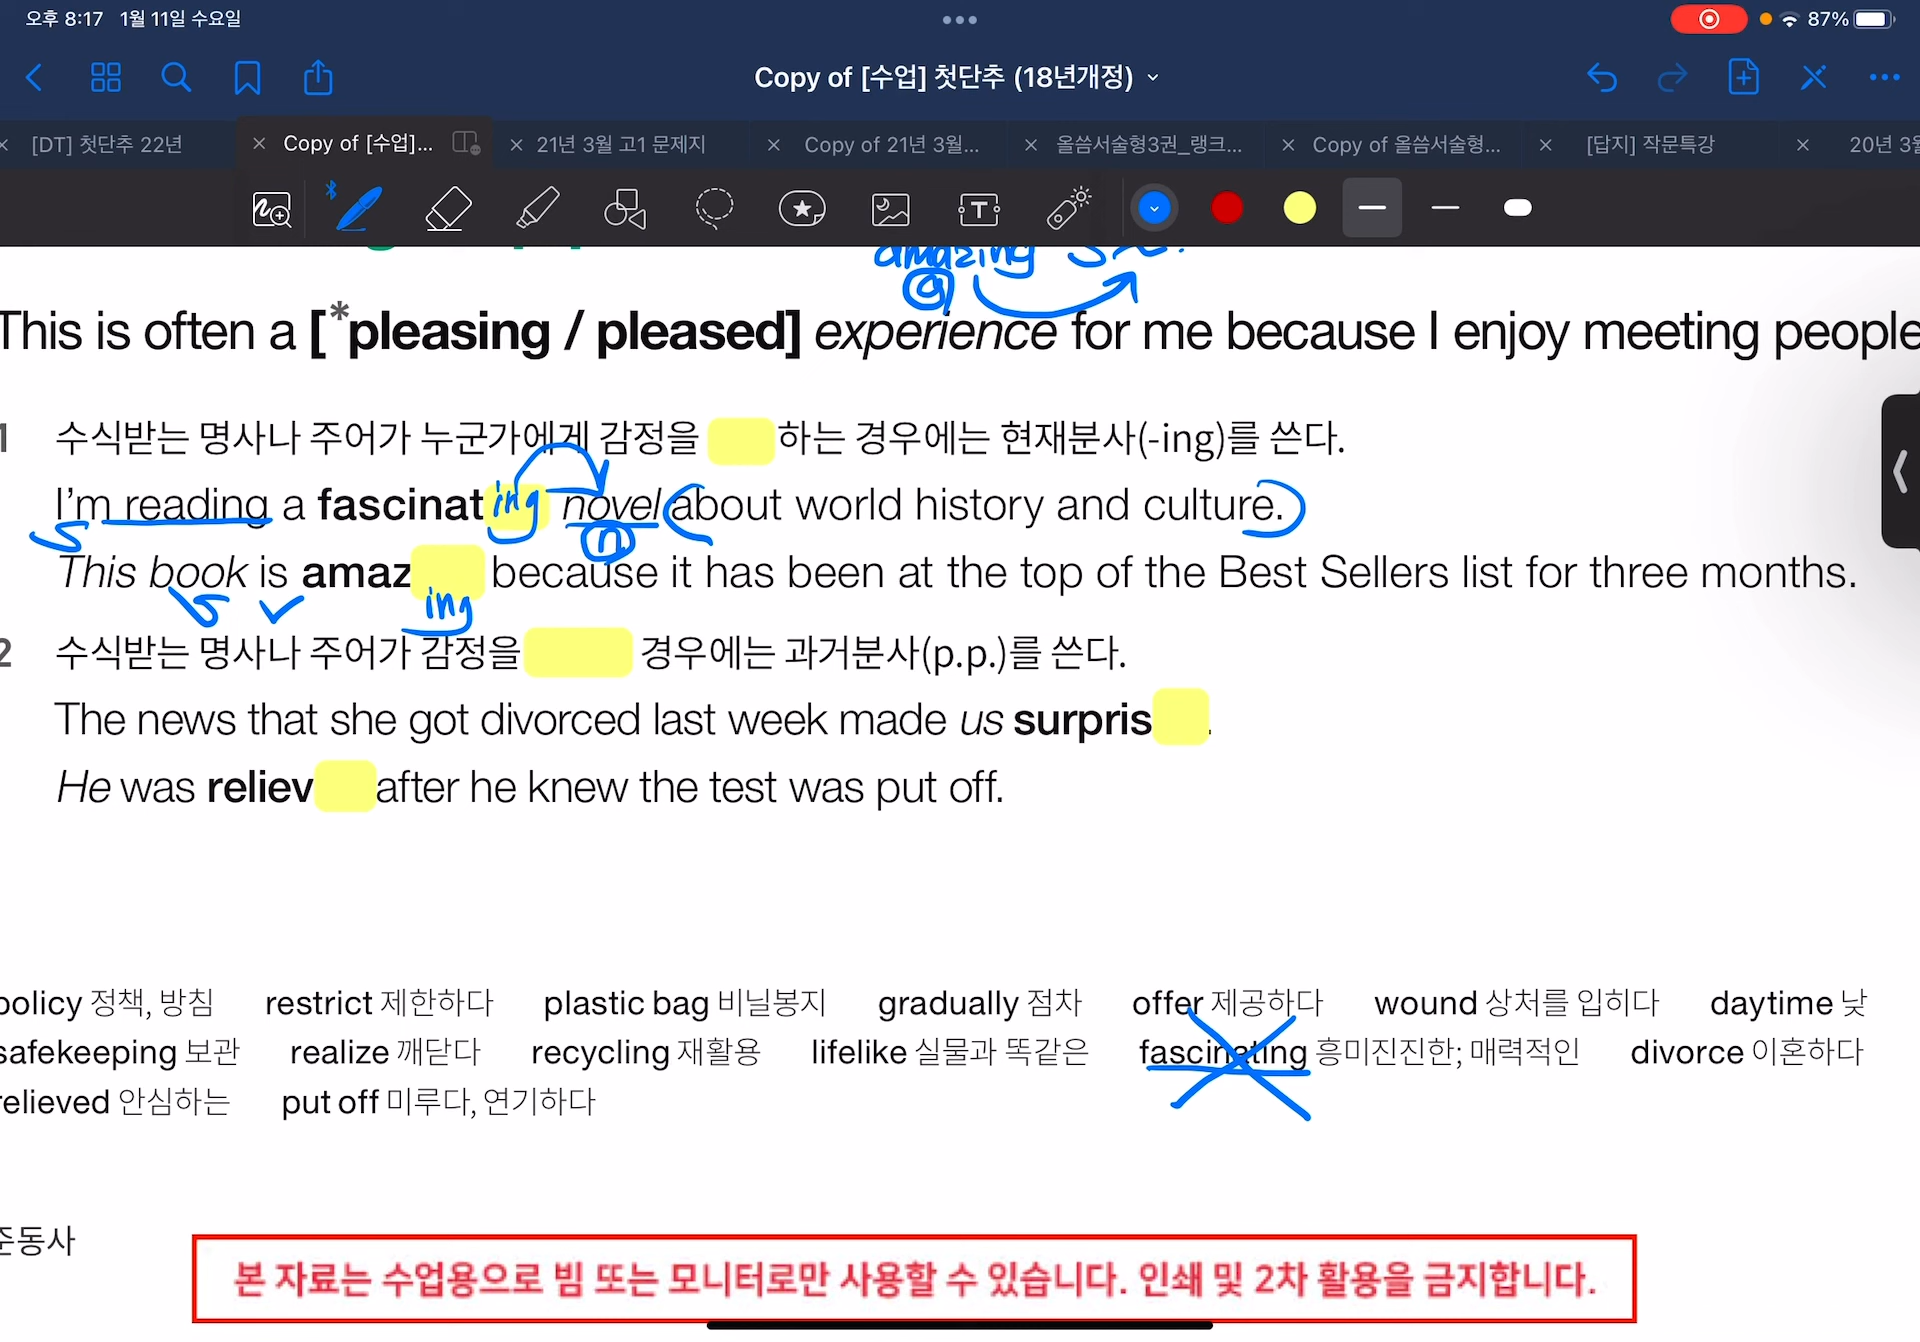 오후 8:17 1월 11일 수요일
87%
Copy of [수업] 첫단추 (18년개정)
[DT] 첫단추 22년 Copy of [수업]... 21년 3월 고1 문제지 Copy of 21년 3월... 올씀서술형3권_랭크... Copy of 올씀서술형... [답지] 작문특강 20년 3월
amazing
ⓐ
This is often a [*pleasing / pleased] experience for me because I enjoy meeting people
1 수식받는 명사나 주어가 누군가에게 감정을 하는 경우에는 현재분사(-ing)를 쓴다.
I'm reading a fascinating novel (about world history and culture.)
S ⓝ
This book is amaz because it has been at the top of the Best Sellers list for three months.
S ing
2 수식받는 명사나 주어가 감정을 경우에는 과거분사(p.p.)를 쓴다.
The news that she got divorced last week made us surpris .
He was reliev after he knew the test was put off.
policy 정책, 방침 restrict 제한하다 plastic bag 비닐봉지 gradually 점차 offer 제공하다 wound 상처를 입히다 daytime 낮
safekeeping 보관 realize 깨닫다 recycling 재활용 lifelike 실물과 똑같은 fascinating 흥미진진한; 매력적인 divorce 이혼하다
relieved 안심하는 put off 미루다, 연기하다
준동사
본 자료는 수업용으로 빔 또는 모니터로만 사용할 수 있습니다. 인쇄 및 2차 활용을 금지합니다.